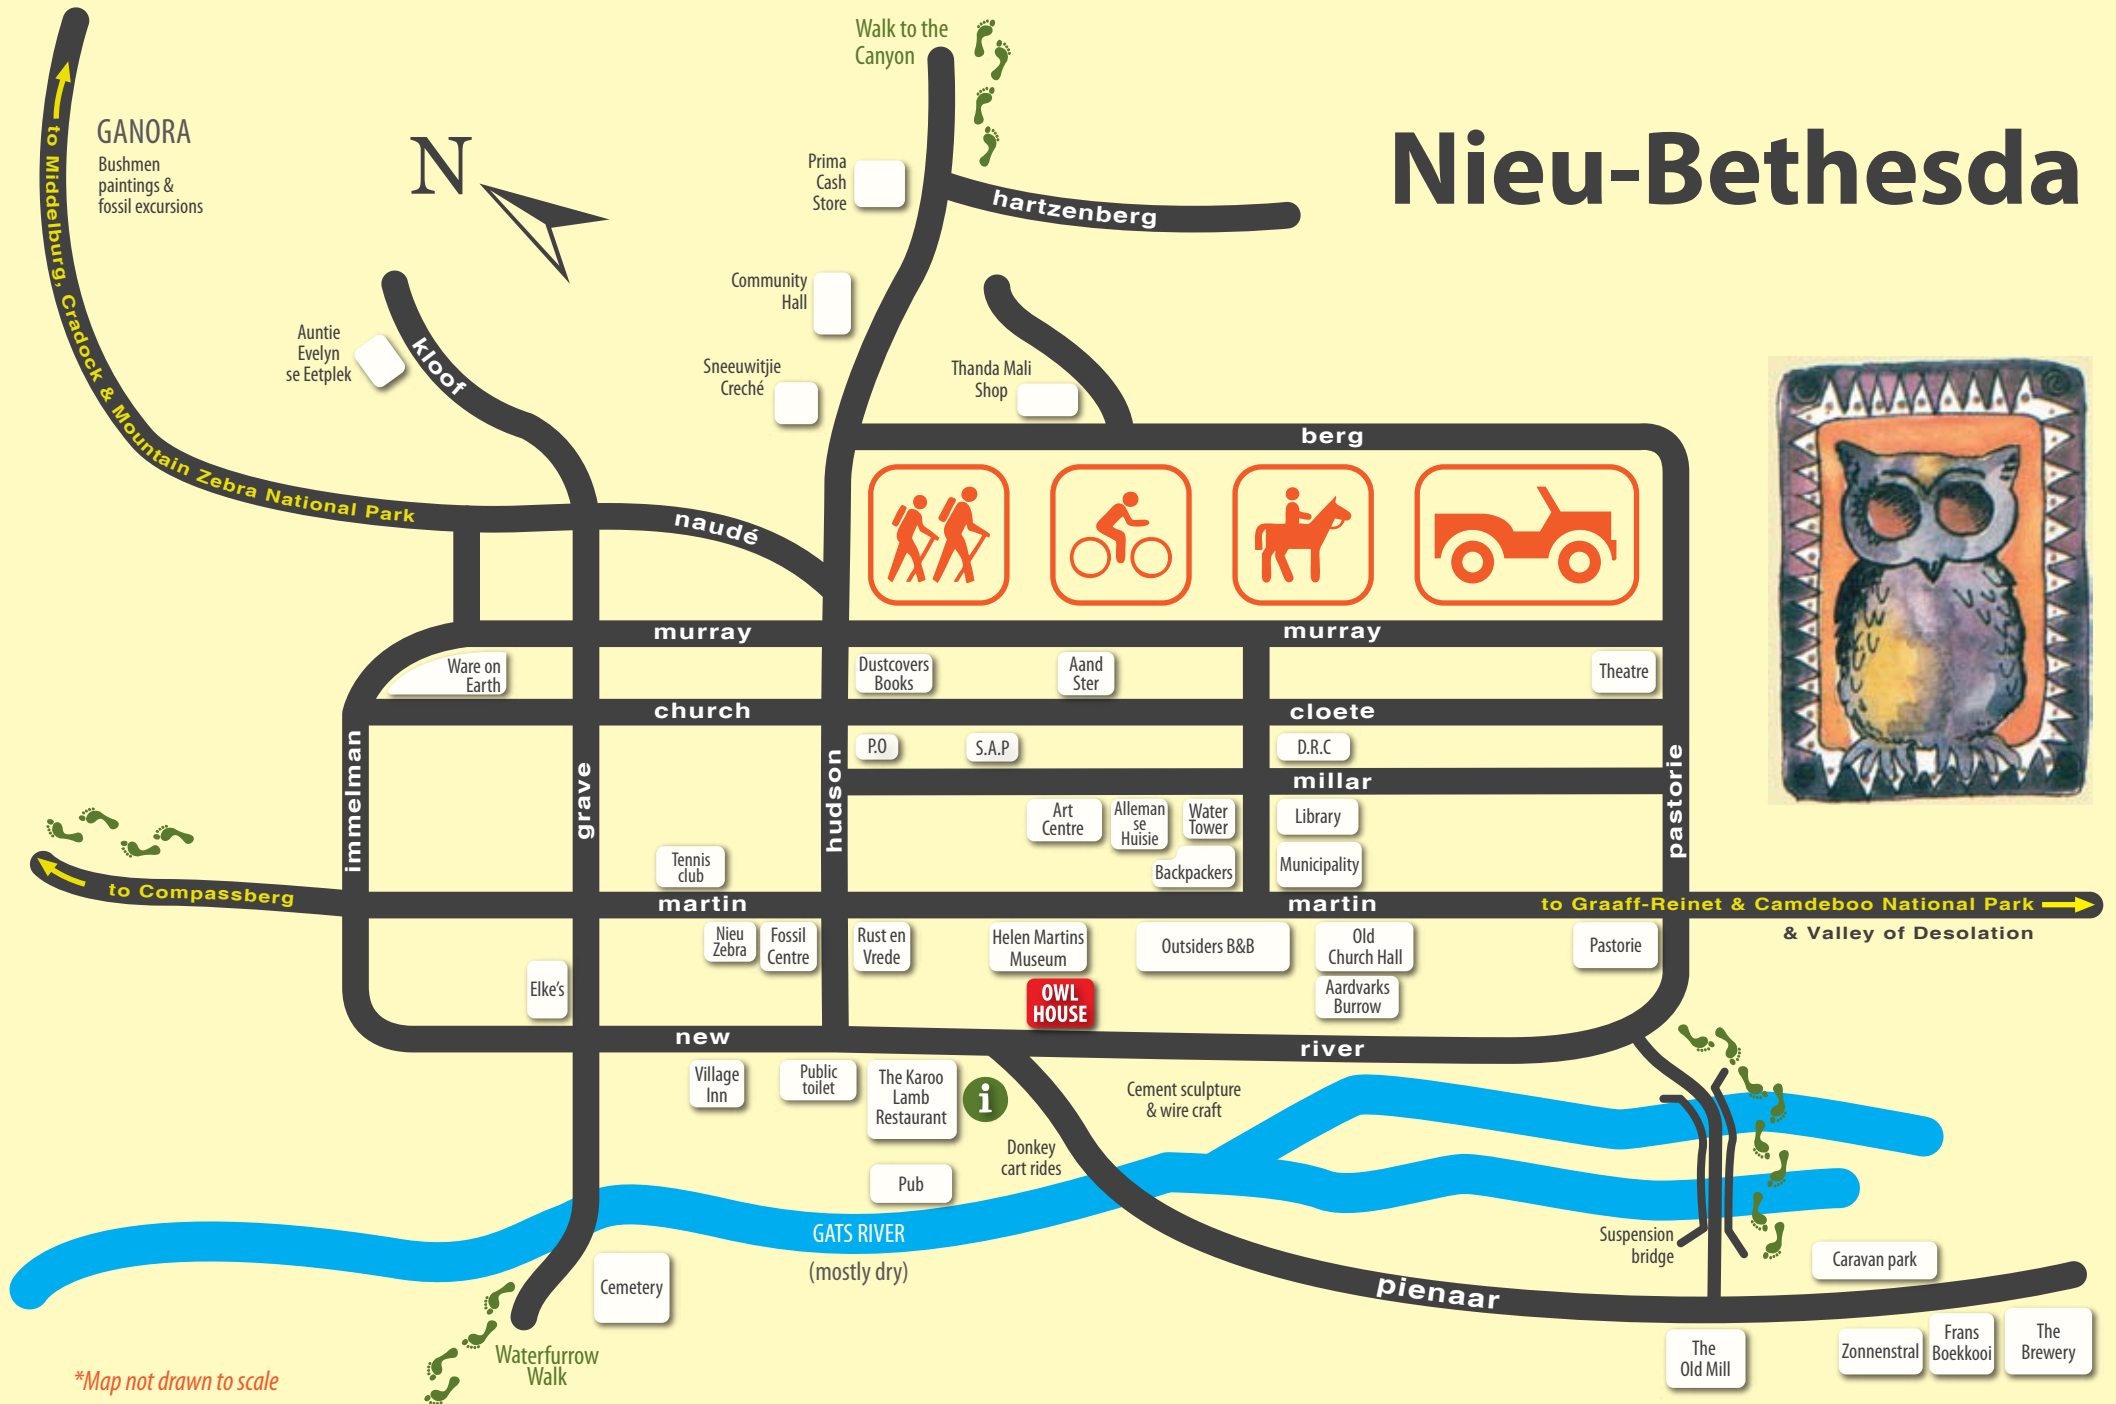 Walk to the
Canyon
Nieu-Bethesda
GANORA
Bushmen
paintings &
fossil excursions
to Middelburg, Cradock & Mountain Zebra National Park
N
Prima
Cash
Store
hartzenberg
Community
Hall
Auntie
Evelyn
se Eetplek
kloof
Sneeuwitjie
Creché
Thanda Mali
Shop
berg
naudé
murray
murray
Ware on
Earth
Dustcovers
Books
Aand
Ster
Theatre
church
cloete
P.O
S.A.P
D.R.C
immelman
grave
hudson
millar
pastorie
Art
Centre
Alleman
se
Huisie
Water
Tower
Library
Tennis
club
Backpackers
Municipality
to Compassberg
martin
martin
to Graaff-Reinet & Camdeboo National Park
& Valley of Desolation
Nieu
Zebra
Fossil
Centre
Rust en
Vrede
Helen Martins
Museum
Outsiders B&B
Old
Church Hall
Pastorie
Elke's
OWL
HOUSE
Aardvarks
Burrow
new
river
Village
Inn
Public
toilet
The Karoo
Lamb
Restaurant
i
Cement sculpture
& wire craft
Donkey
cart rides
Pub
GATS RIVER
(mostly dry)
Suspension
bridge
Caravan park
Cemetery
pienaar
Waterfurrow
Walk
The
Old Mill
Zonnenstral
Frans
Boekkooi
The
Brewery
*Map not drawn to scale